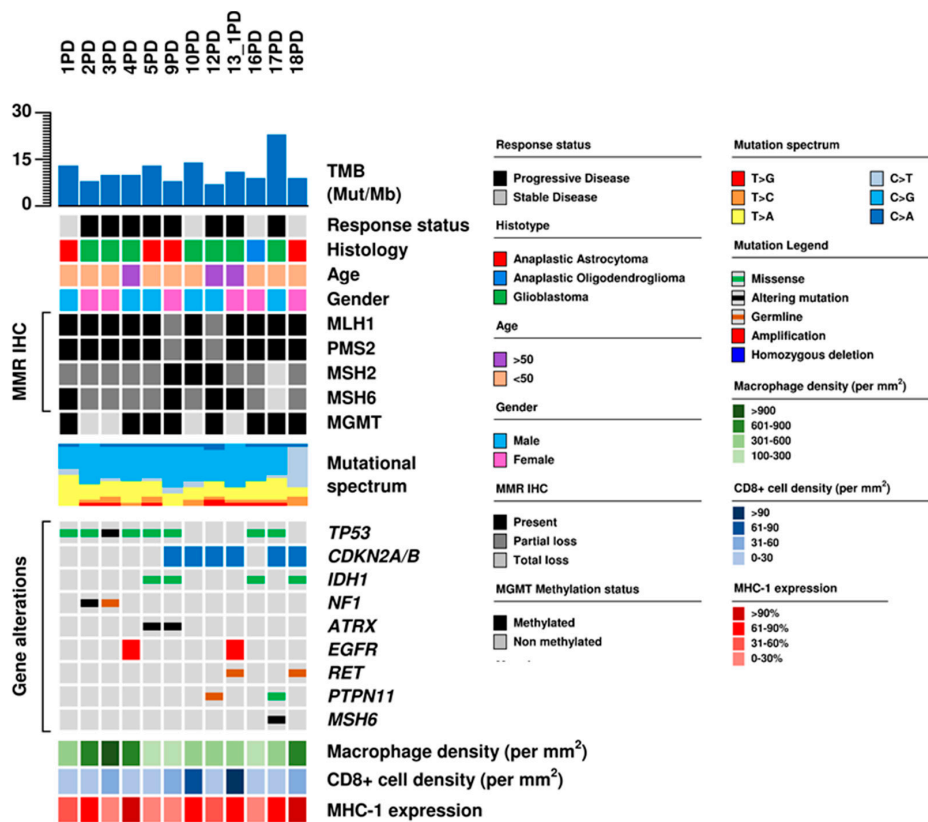 1PD 2PD 3PD 4PD 5PD 9PD 10PD 12PD 13_1PD 16PD 17PD 18PD
30
15
0
TMB
(Mut/Mb)
Response status
Histology
Age
Gender
MMR IHC
MLH1
PMS2
MSH2
MSH6
MGMT
Mutational
spectrum
Gene alterations
TP53
CDKN2A/B
IDH1
NF1
ATRX
EGFR
RET
PTPN11
MSH6
Macrophage density (per mm²)
CD8+ cell density (per mm²)
MHC-1 expression
Response status
Progressive Disease
Stable Disease
Histotype
Anaplastic Astrocytoma
Anaplastic Oligodendroglioma
Glioblastoma
Age
>50
<50
Gender
Male
Female
MMR IHC
Present
Partial loss
Total loss
MGMT Methylation status
Methylated
Non methylated
Mutation spectrum
T>G C>T
T>C C>G
T>A C>A
Mutation Legend
Missense
Altering mutation
Germline
Amplification
Homozygous deletion
Macrophage density (per mm²)
>900
601-900
301-600
100-300
CD8+ cell density (per mm²)
>90
61-90
31-60
0-30
MHC-1 expression
>90%
61-90%
31-60%
0-30%